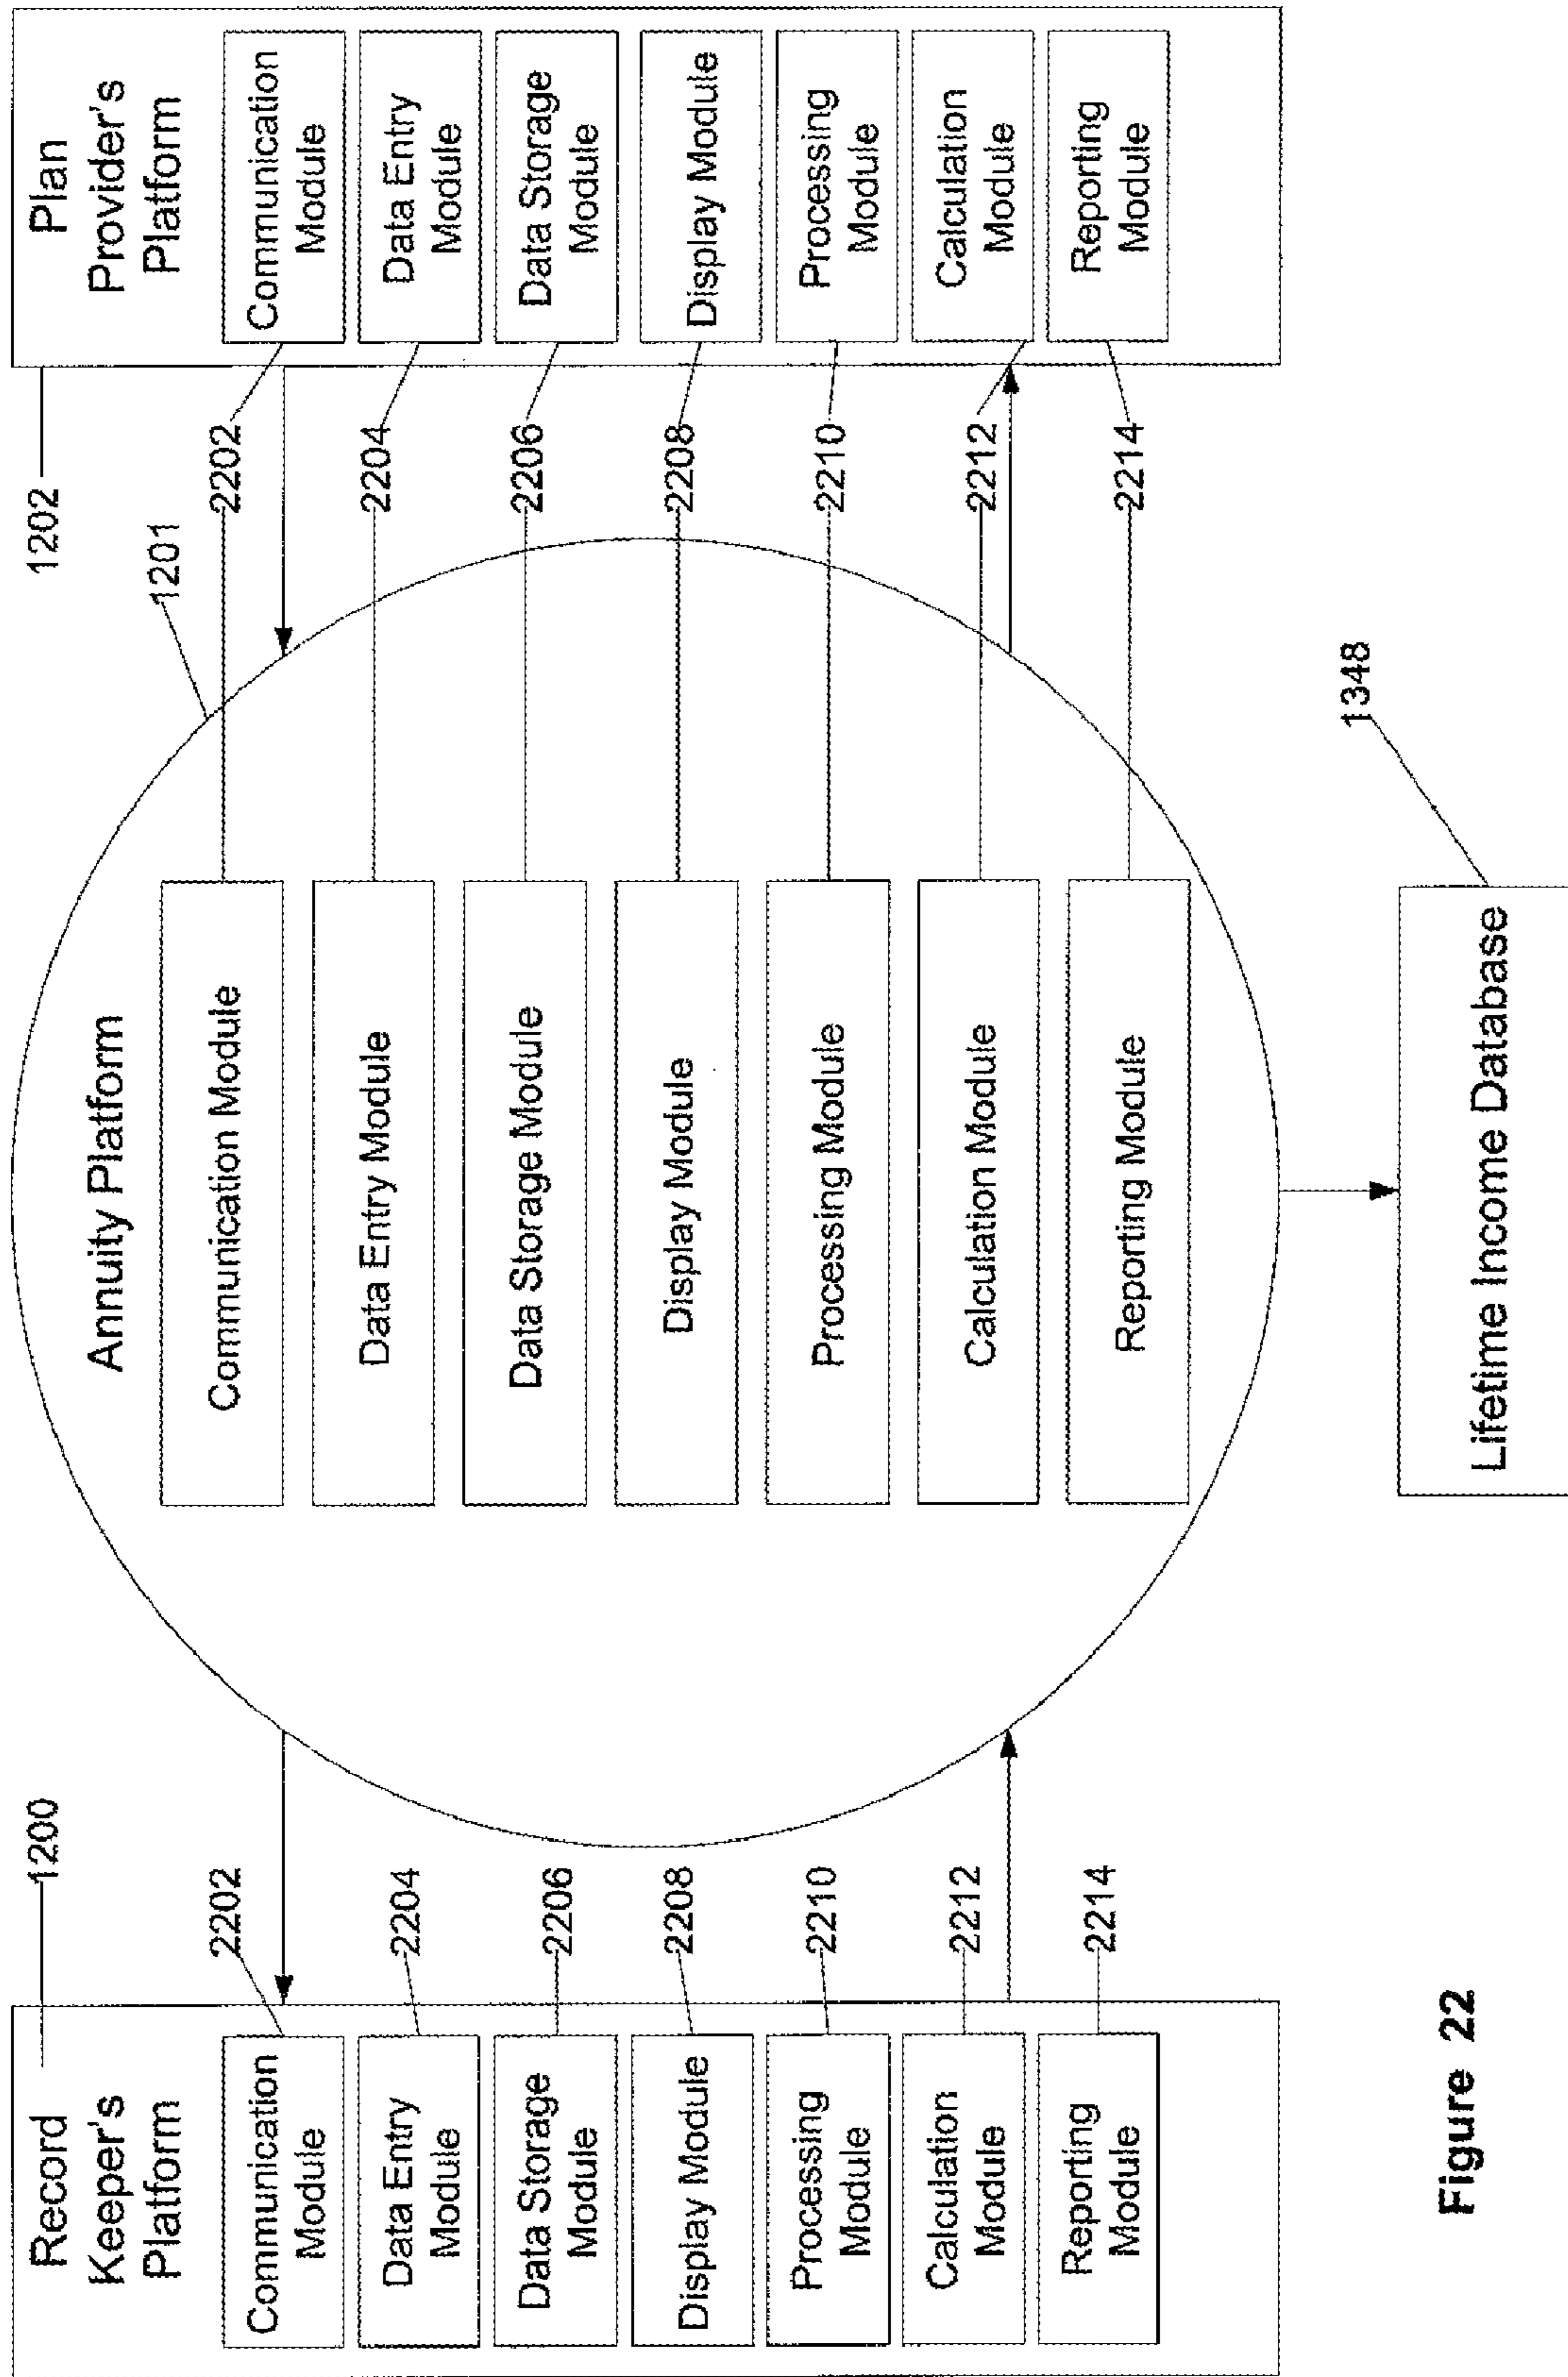 Record
Keeper's
Platform
1200
Communication
Module
2202
Data Entry
Module
2204
Data Storage
Module
2206
Display Module
2208
Processing
Module
2210
Calculation
Module
2212
Reporting
Module
2214
Annuity Platform
1201
Communication Module
2202
Data Entry Module
2204
Data Storage Module
2206
Display Module
2208
Processing Module
2210
Calculation Module
2212
Reporting Module
2214
Plan
Provider's
Platform
1202
Communication
Module
Data Entry
Module
Data Storage
Module
Display Module
Processing
Module
Calculation
Module
Reporting
Module
Lifetime Income Database
1348
Figure 22